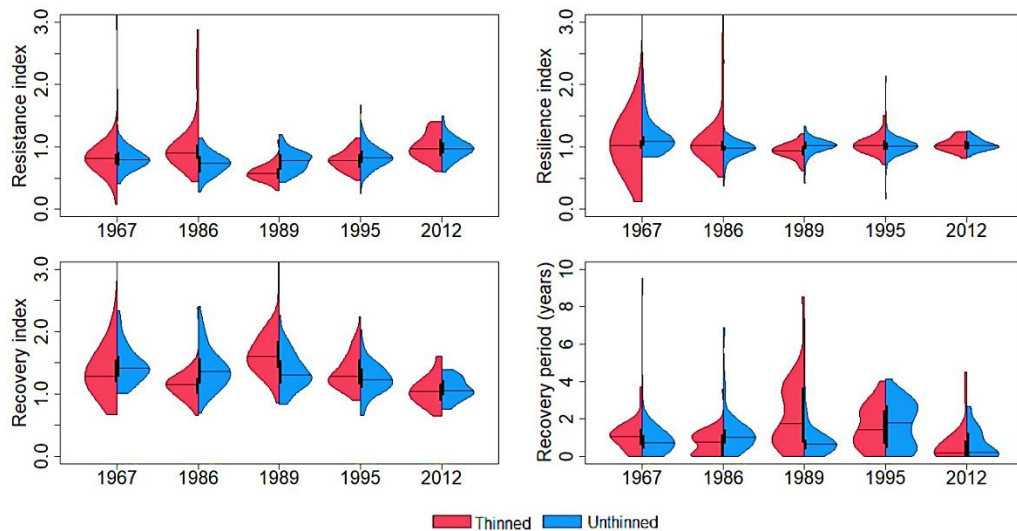 Resistance index
3.0
2.0
1.0
0.0
1967 1986 1989 1995 2012
Resilience index
3.0
2.0
1.0
0.0
1967 1986 1989 1995 2012
Recovery index
3.0
2.0
1.0
0.0
1967 1986 1989 1995 2012
Recovery period (years)
10
8
6
4
2
0
1967 1986 1989 1995 2012
Thinned Unthinned